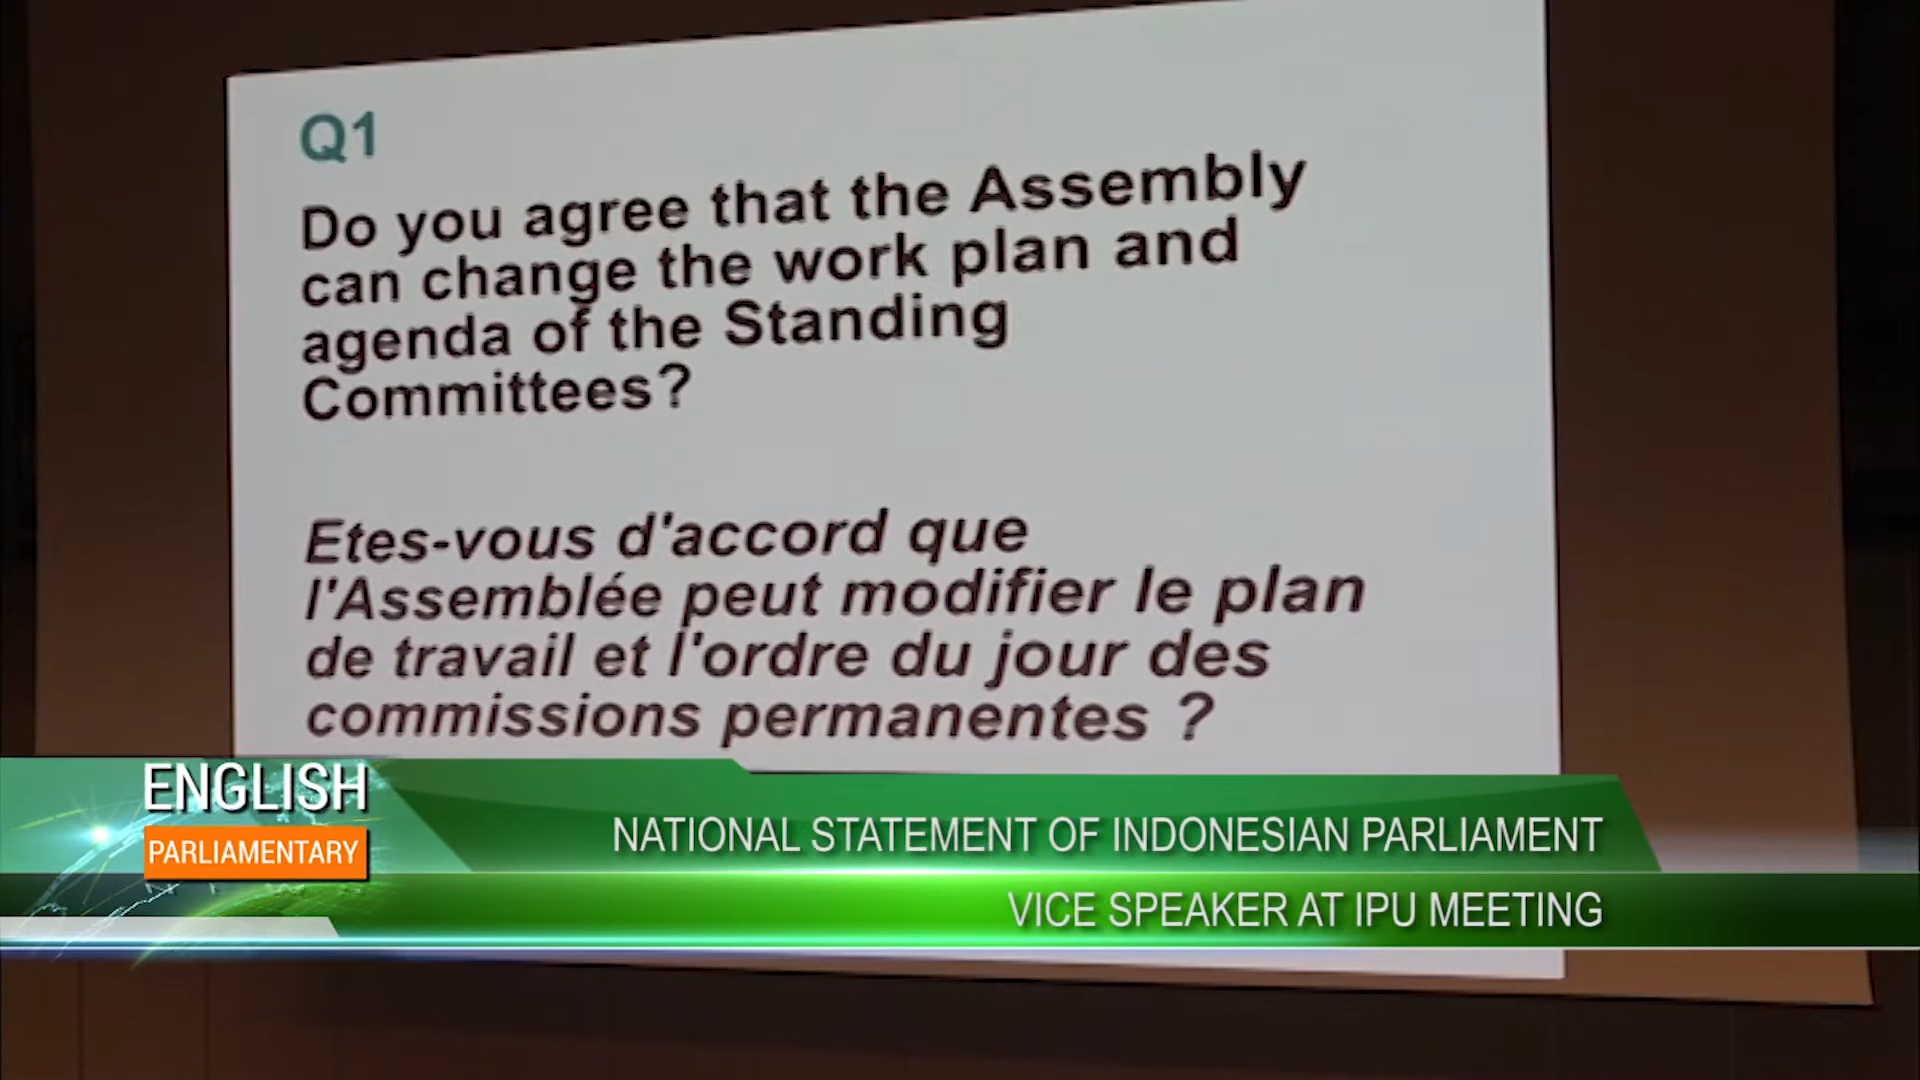 Q1
Do you agree that the Assembly
can change the work plan and
agenda of the Standing
Committees?
Etes-vous d'accord que
l'Assemblée peut modifier le plan
de travail et l'ordre du jour des
commissions permanentes ?
ENGLISH
PARLIAMENTARY
NATIONAL STATEMENT OF INDONESIAN PARLIAMENT
VICE SPEAKER AT IPU MEETING